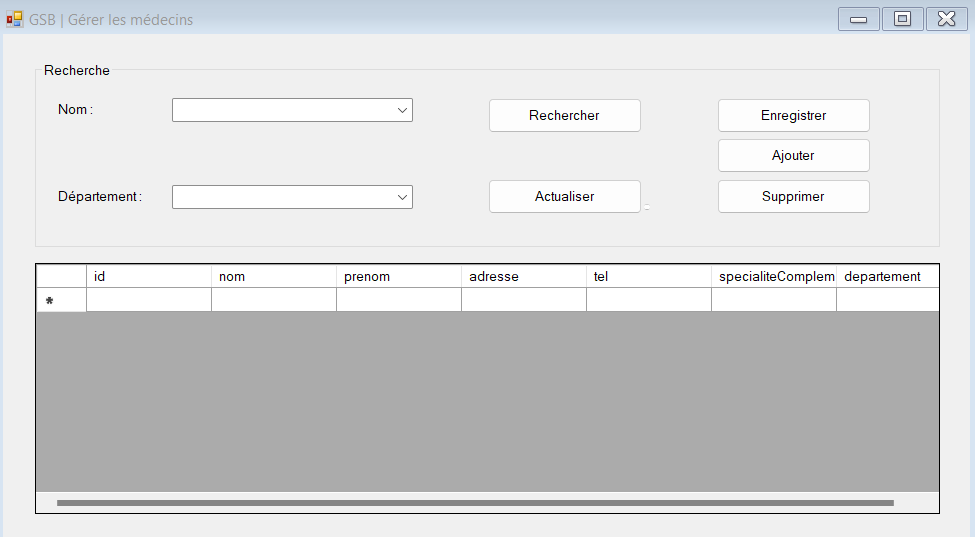 GSB | Gérer les médecins
Recherche
Nom :
Rechercher
Enregistrer
Ajouter
Département :
Actualiser
Supprimer
id nom prenom adresse tel specialiteComplem departement
*